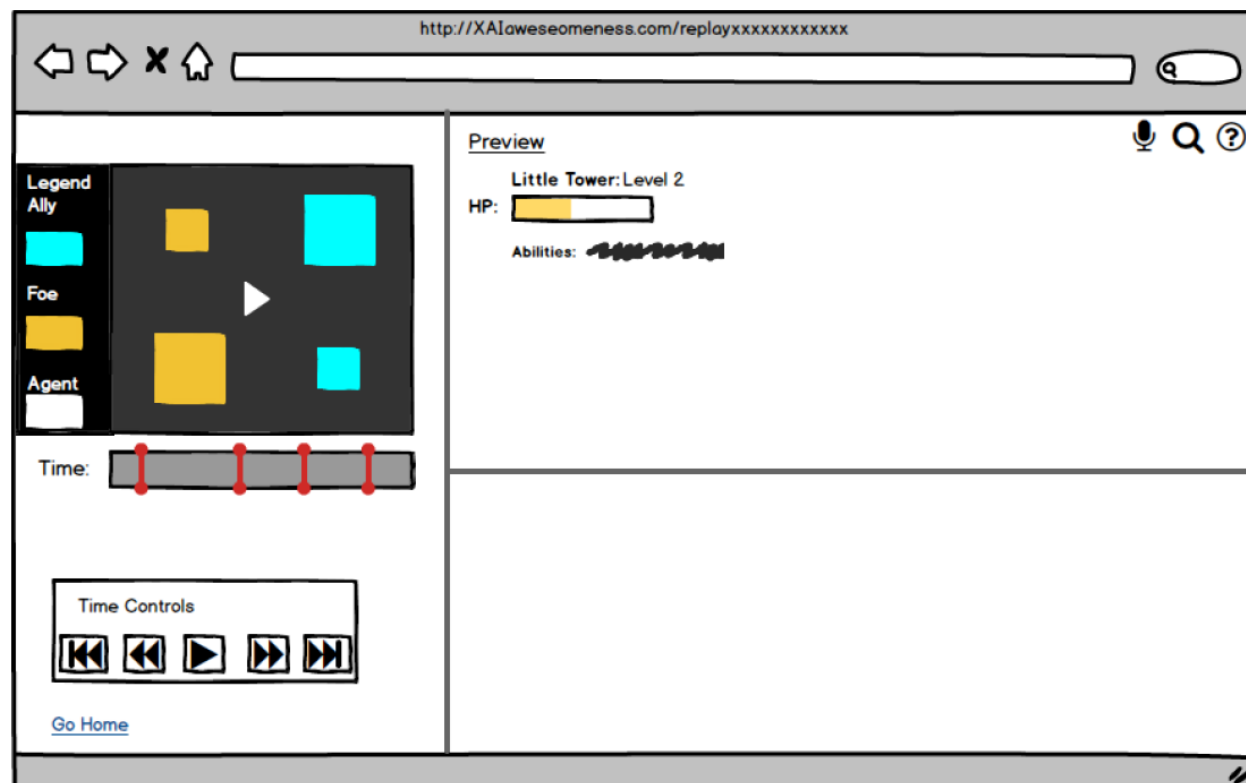 http://XAIaweseomeness.com/replayxxxxxxxxxxxx
Legend
Ally
Foe
Agent
Time:
Time Controls
Go Home
Preview
Little Tower: Level 2
HP:
Abilities:
?